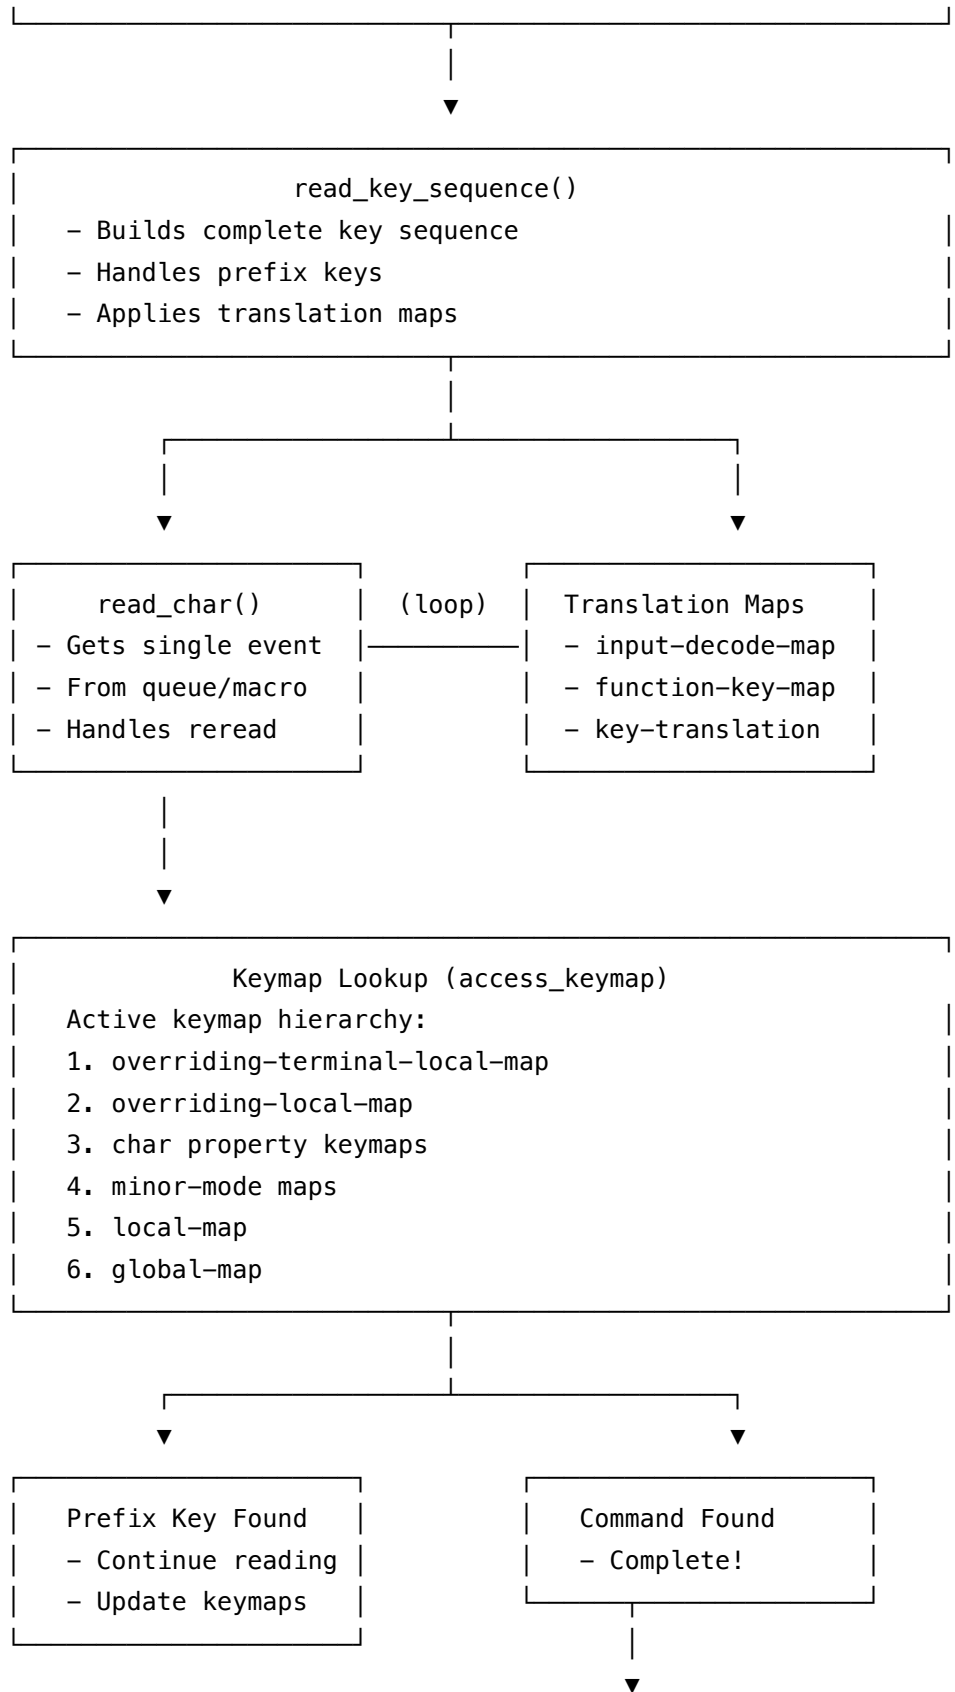 read_key_sequence()
- Builds complete key sequence
- Handles prefix keys
- Applies translation maps
read_char()
- Gets single event
- From queue/macro
- Handles reread
(loop)
Translation Maps
- input-decode-map
- function-key-map
- key-translation
Keymap Lookup (access_keymap)
Active keymap hierarchy:
1. overriding-terminal-local-map
2. overriding-local-map
3. char property keymaps
4. minor-mode maps
5. local-map
6. global-map
Prefix Key Found
- Continue reading
- Update keymaps
Command Found
- Complete!